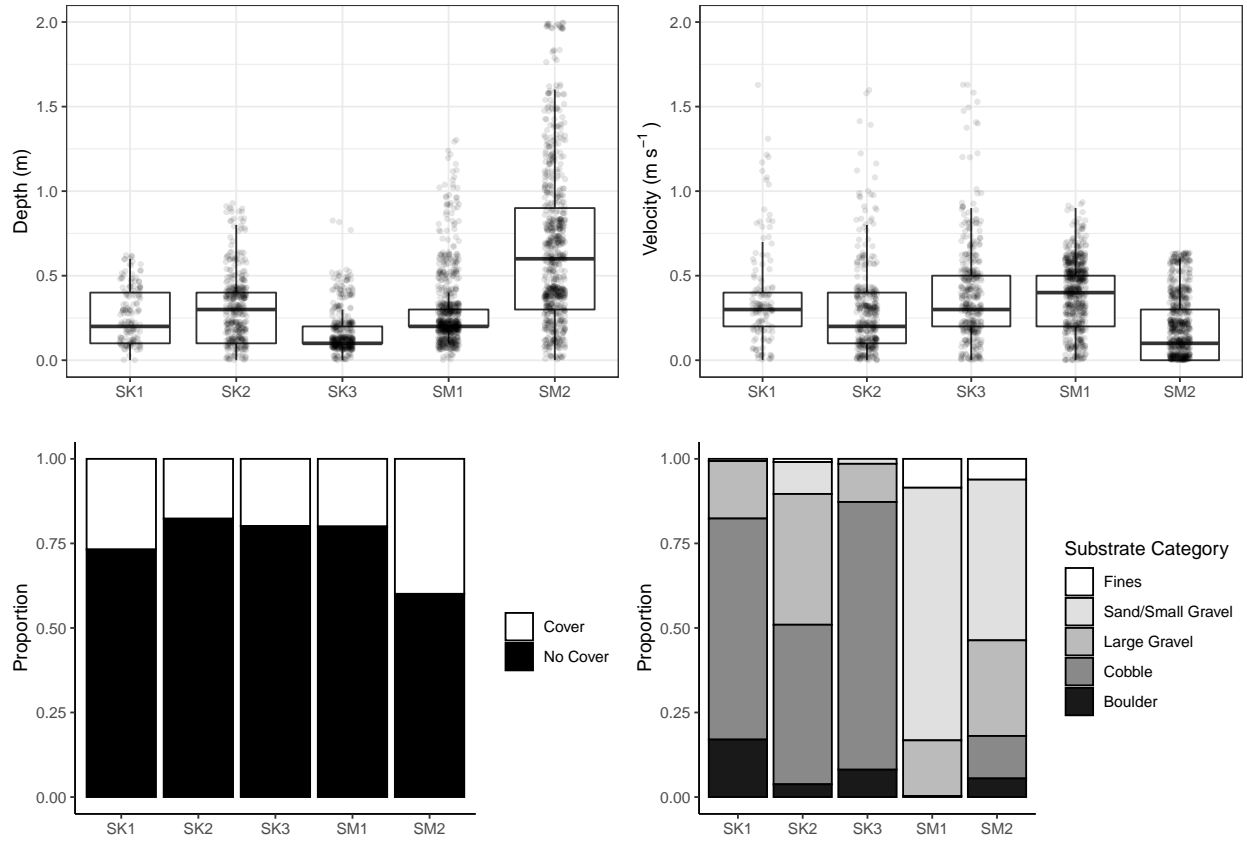 2.0
1.5
1.0
0.5
0.0
Depth (m)
SK1 SK2 SK3 SM1 SM2
2.0
1.5
1.0
0.5
0.0
Velocity (m s⁻¹ )
SK1 SK2 SK3 SM1 SM2
1.00
0.75
0.50
0.25
0.00
Proportion
SK1 SK2 SK3 SM1 SM2
Cover
No Cover
1.00
0.75
0.50
0.25
0.00
Proportion
SK1 SK2 SK3 SM1 SM2
Substrate Category
Fines
Sand/Small Gravel
Large Gravel
Cobble
Boulder